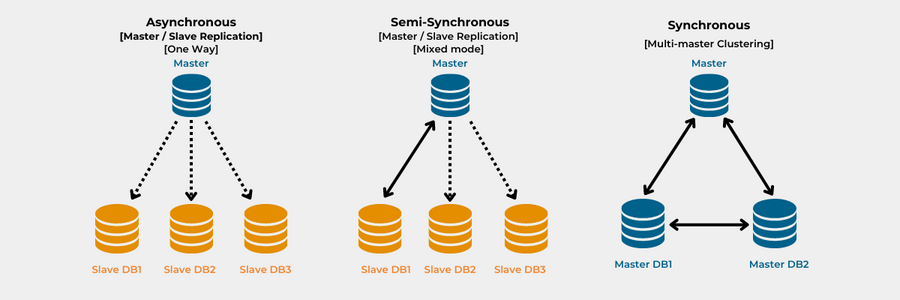 Asynchronous
[Master / Slave Replication]
[One Way]
Master
Slave DB1
Slave DB2
Slave DB3
Semi-Synchronous
[Master / Slave Replication]
[Mixed mode]
Master
Slave DB1
Slave DB2
Slave DB3
Synchronous
[Multi-master Clustering]
Master
Master DB1
Master DB2